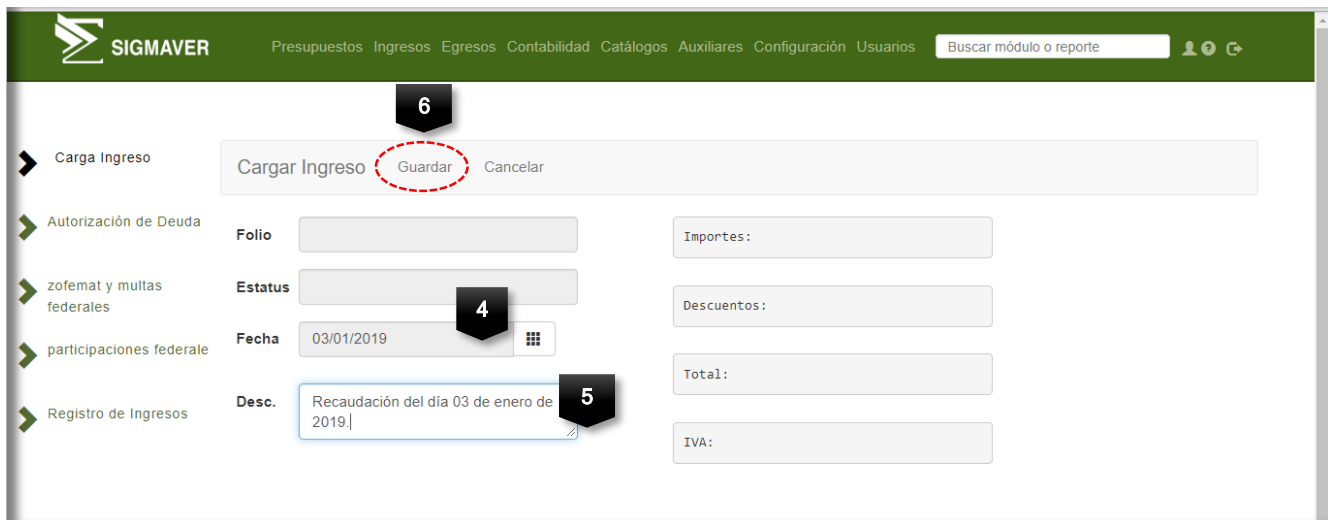 SIGMAVER
Presupuestos Ingresos Egresos Contabilidad Catálogos Auxiliares Configuración Usuarios
Buscar módulo o reporte
6
Carga Ingreso
Autorización de Deuda
zofemat y multas
federales
participaciones federale
Registro de Ingresos
Cargar Ingreso Guardar Cancelar
Folio
Estatus
4
Fecha 03/01/2019
Desc. Recaudación del día 03 de enero de
2019.
5
Importes:
Descuentos:
Total:
IVA: